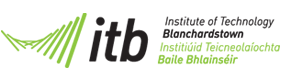 itb
Institute of Technology
Blanchardstown
Institiúid Teicneolaíochta
Baile Bhlainséir